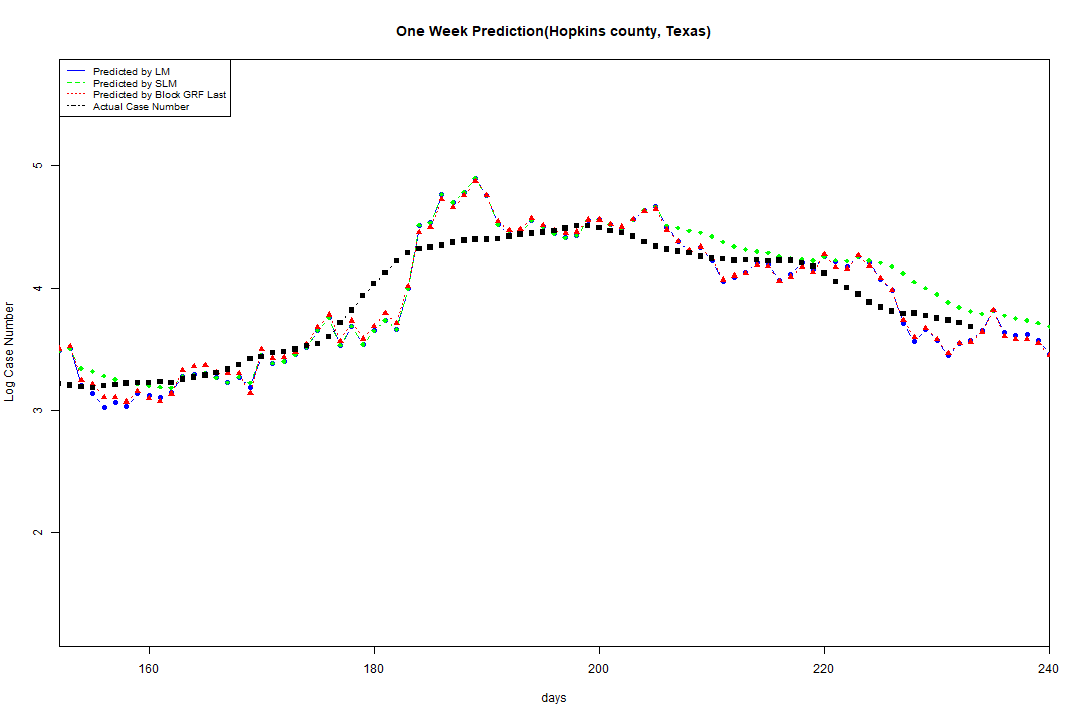 One Week Prediction(Hopkins county, Texas)
Predicted by LM
Predicted by SLM
Predicted by Block GRF Last
Actual Case Number
5
4
3
2
Log Case Number
160 180 200 220 240
days